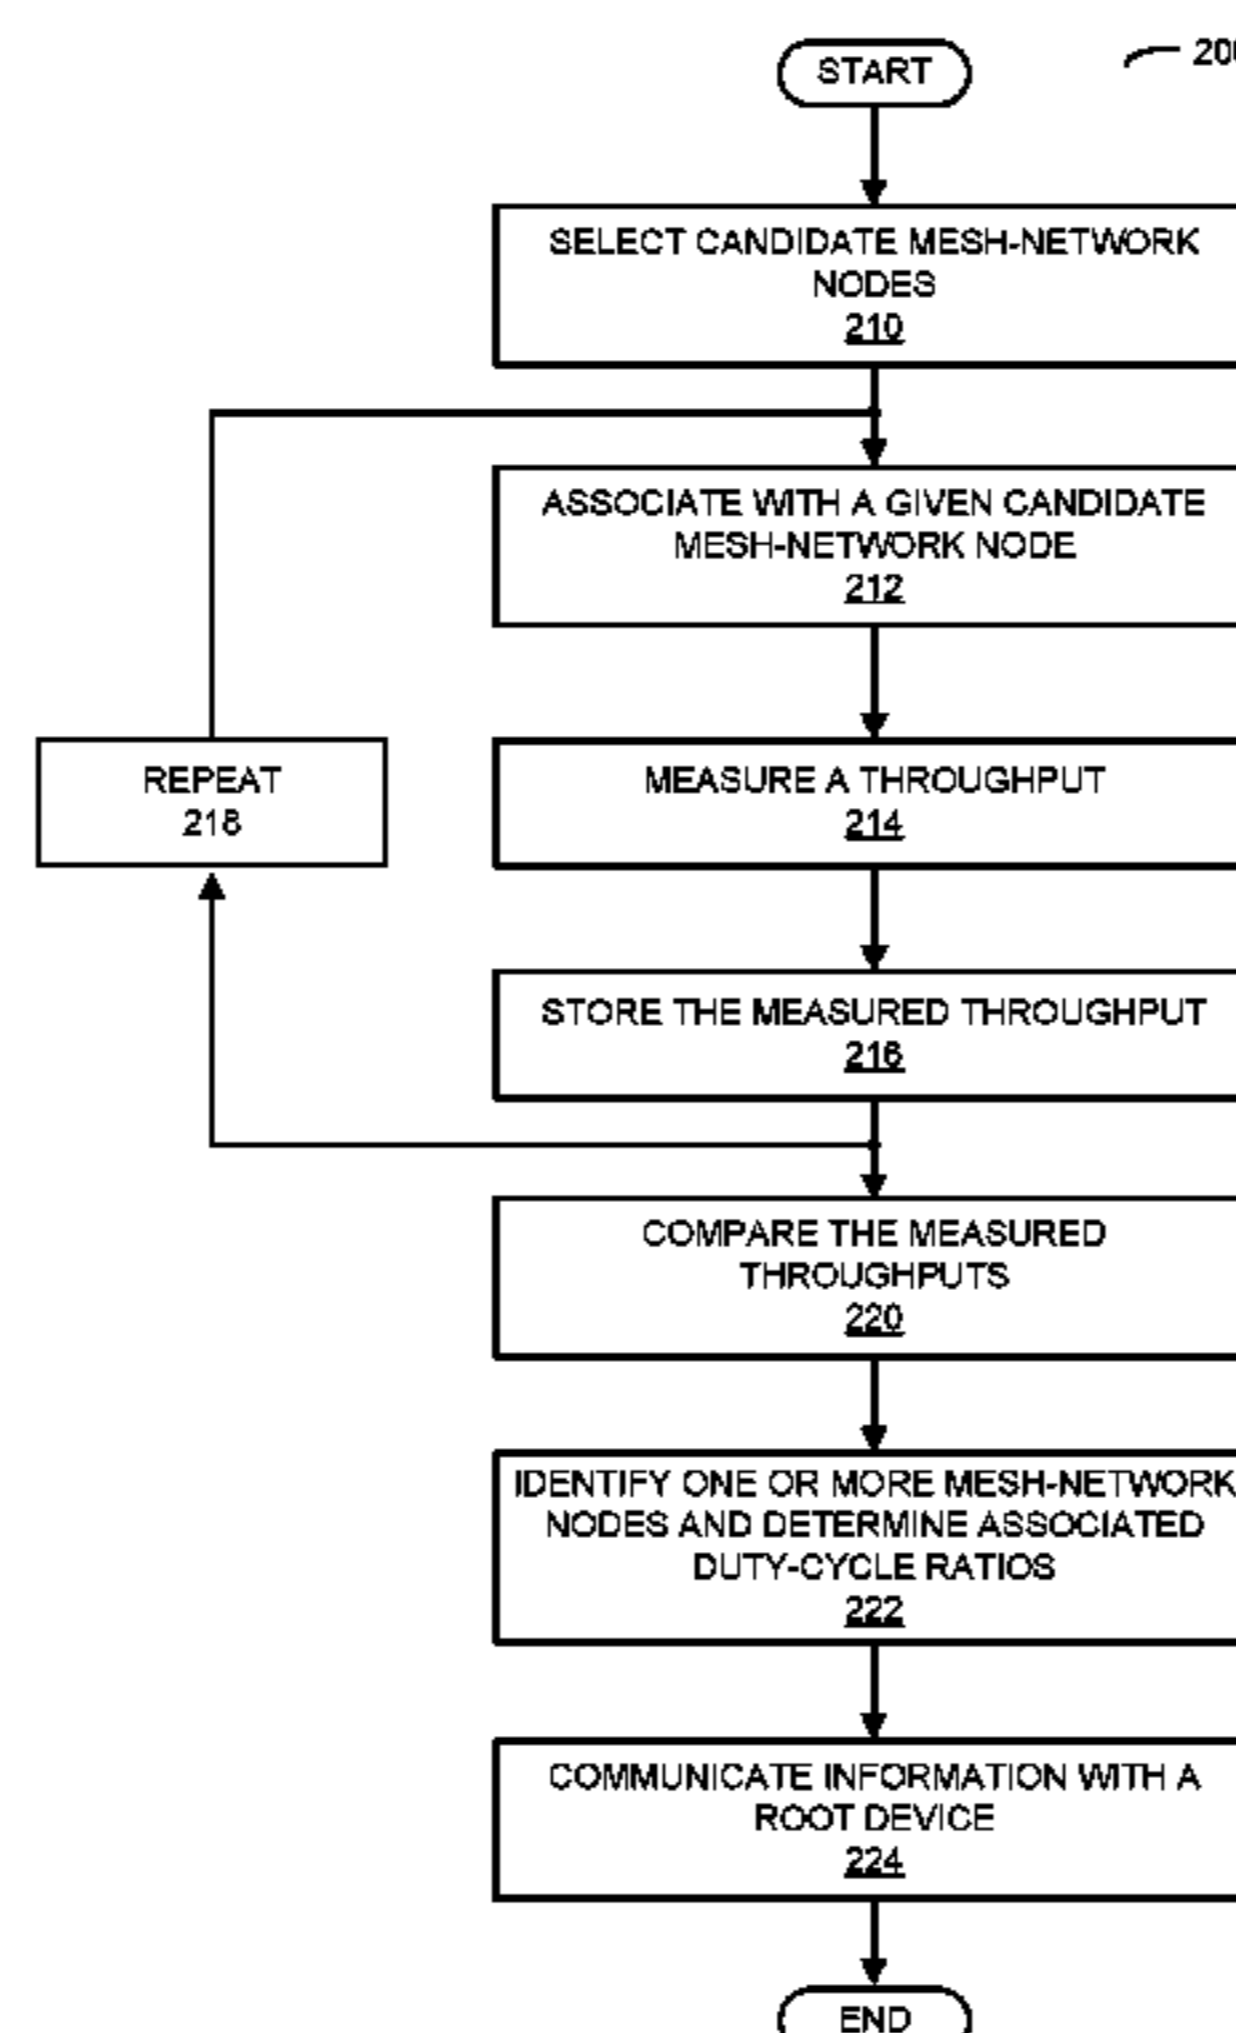 START
SELECT CANDIDATE MESH-NETWORK
NODES
210
ASSOCIATE WITH A GIVEN CANDIDATE
MESH-NETWORK NODE
212
REPEAT
218
MEASURE A THROUGHPUT
214
STORE THE MEASURED THROUGHPUT
216
COMPARE THE MEASURED
THROUGHPUTS
220
IDENTIFY ONE OR MORE MESH-NETWORK
NODES AND DETERMINE ASSOCIATED
DUTY-CYCLE RATIOS
222
COMMUNICATE INFORMATION WITH A
ROOT DEVICE
224
END